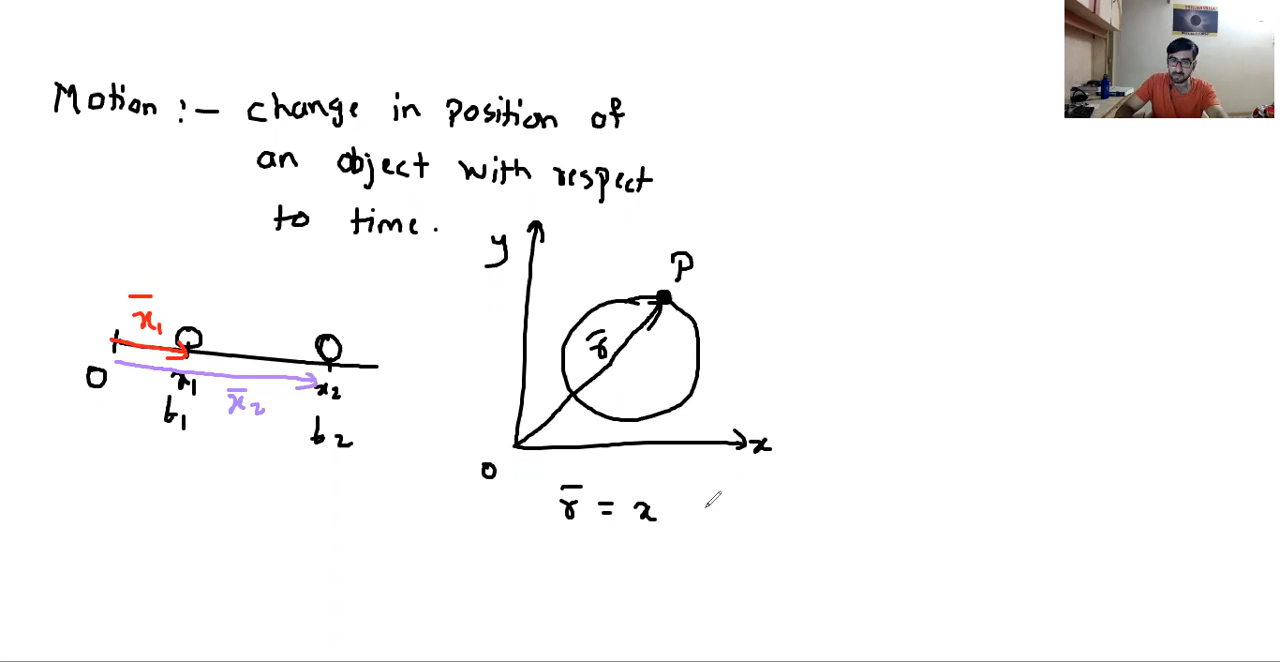 Motion :- change in position of
an object with respect
to time.
y
P
x̄₁
r̄
O
x₁
x̄₂
x₂
t₁
t₂
x
o
r̄ = x